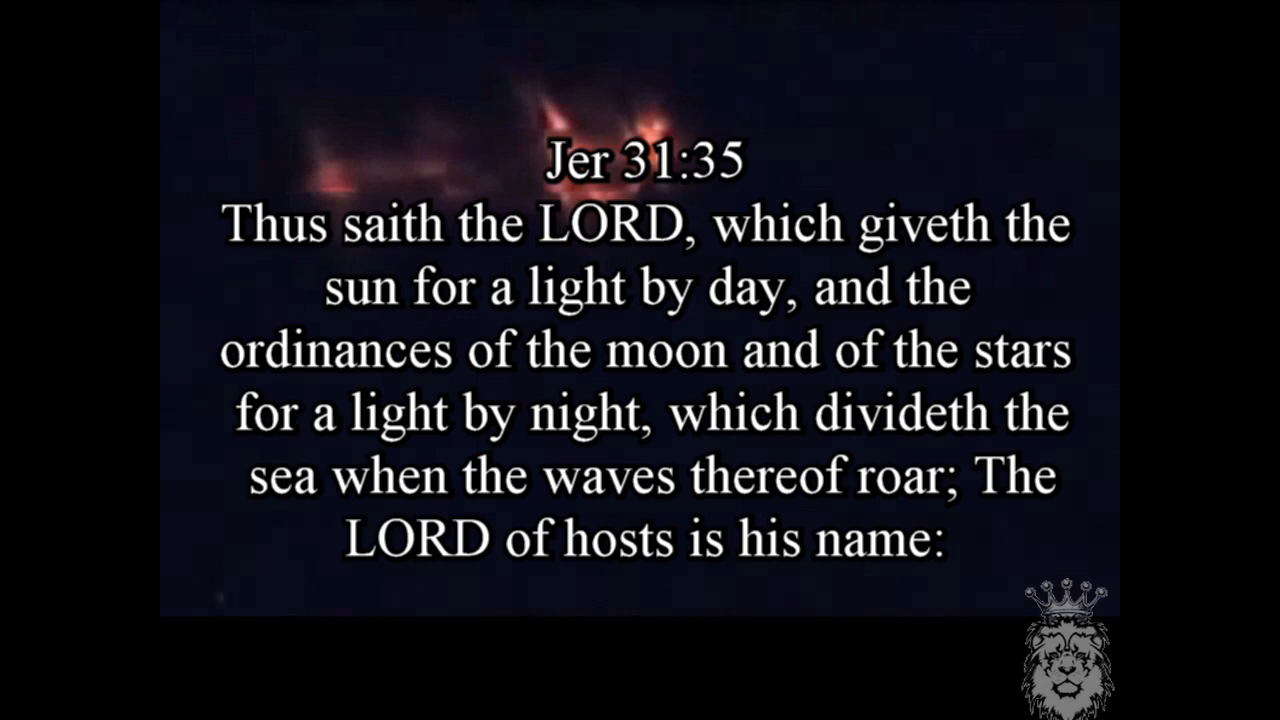 Jer 31:35
Thus saith the LORD, which giveth the
sun for a light by day, and the
ordinances of the moon and of the stars
for a light by night, which divideth the
sea when the waves thereof roar; The
LORD of hosts is his name: